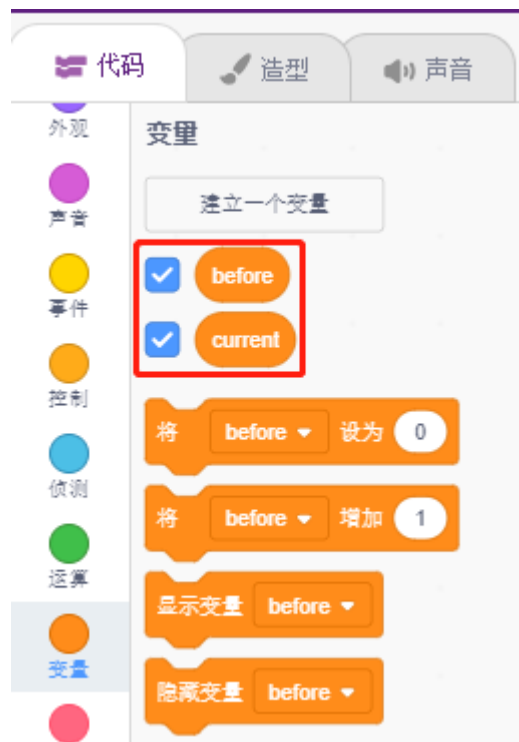 代码
造型
声音
外观
声音
事件
控制
侦测
运算
变量
变量
建立一个变量
before
current
将 before 设为 0
将 before 增加 1
显示变量 before
隐藏变量 before